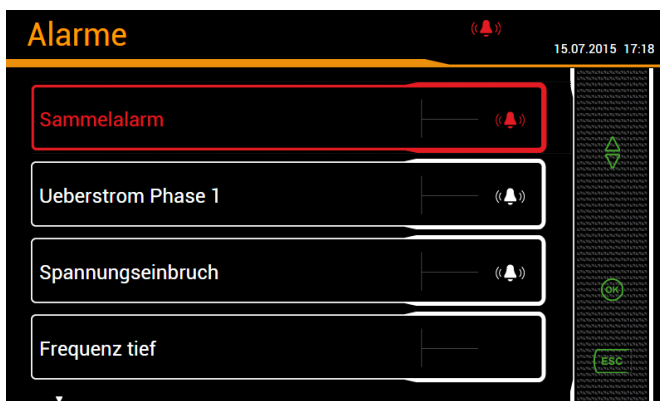 Alarme
15.07.2015 17:18
Sammelalarm
Ueberstrom Phase 1
Spannungseinbruch
OK
Frequenz tief
ESC